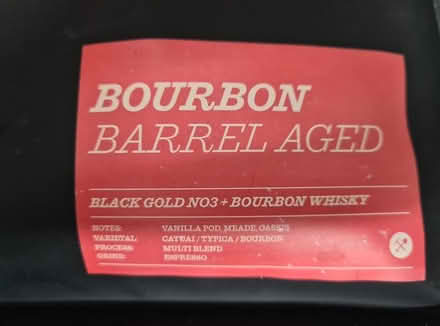 BOURBON
BARREL AGED
BLACK GOLD NO3 + BOURBON WHISKY
NOTES: VANILLA POD, MEADE, OASIS
VARIETAL: CATUAI / TYPICA / BOURBON
PROCESS: MULTI BLEND
GRIND: ESPRESSO